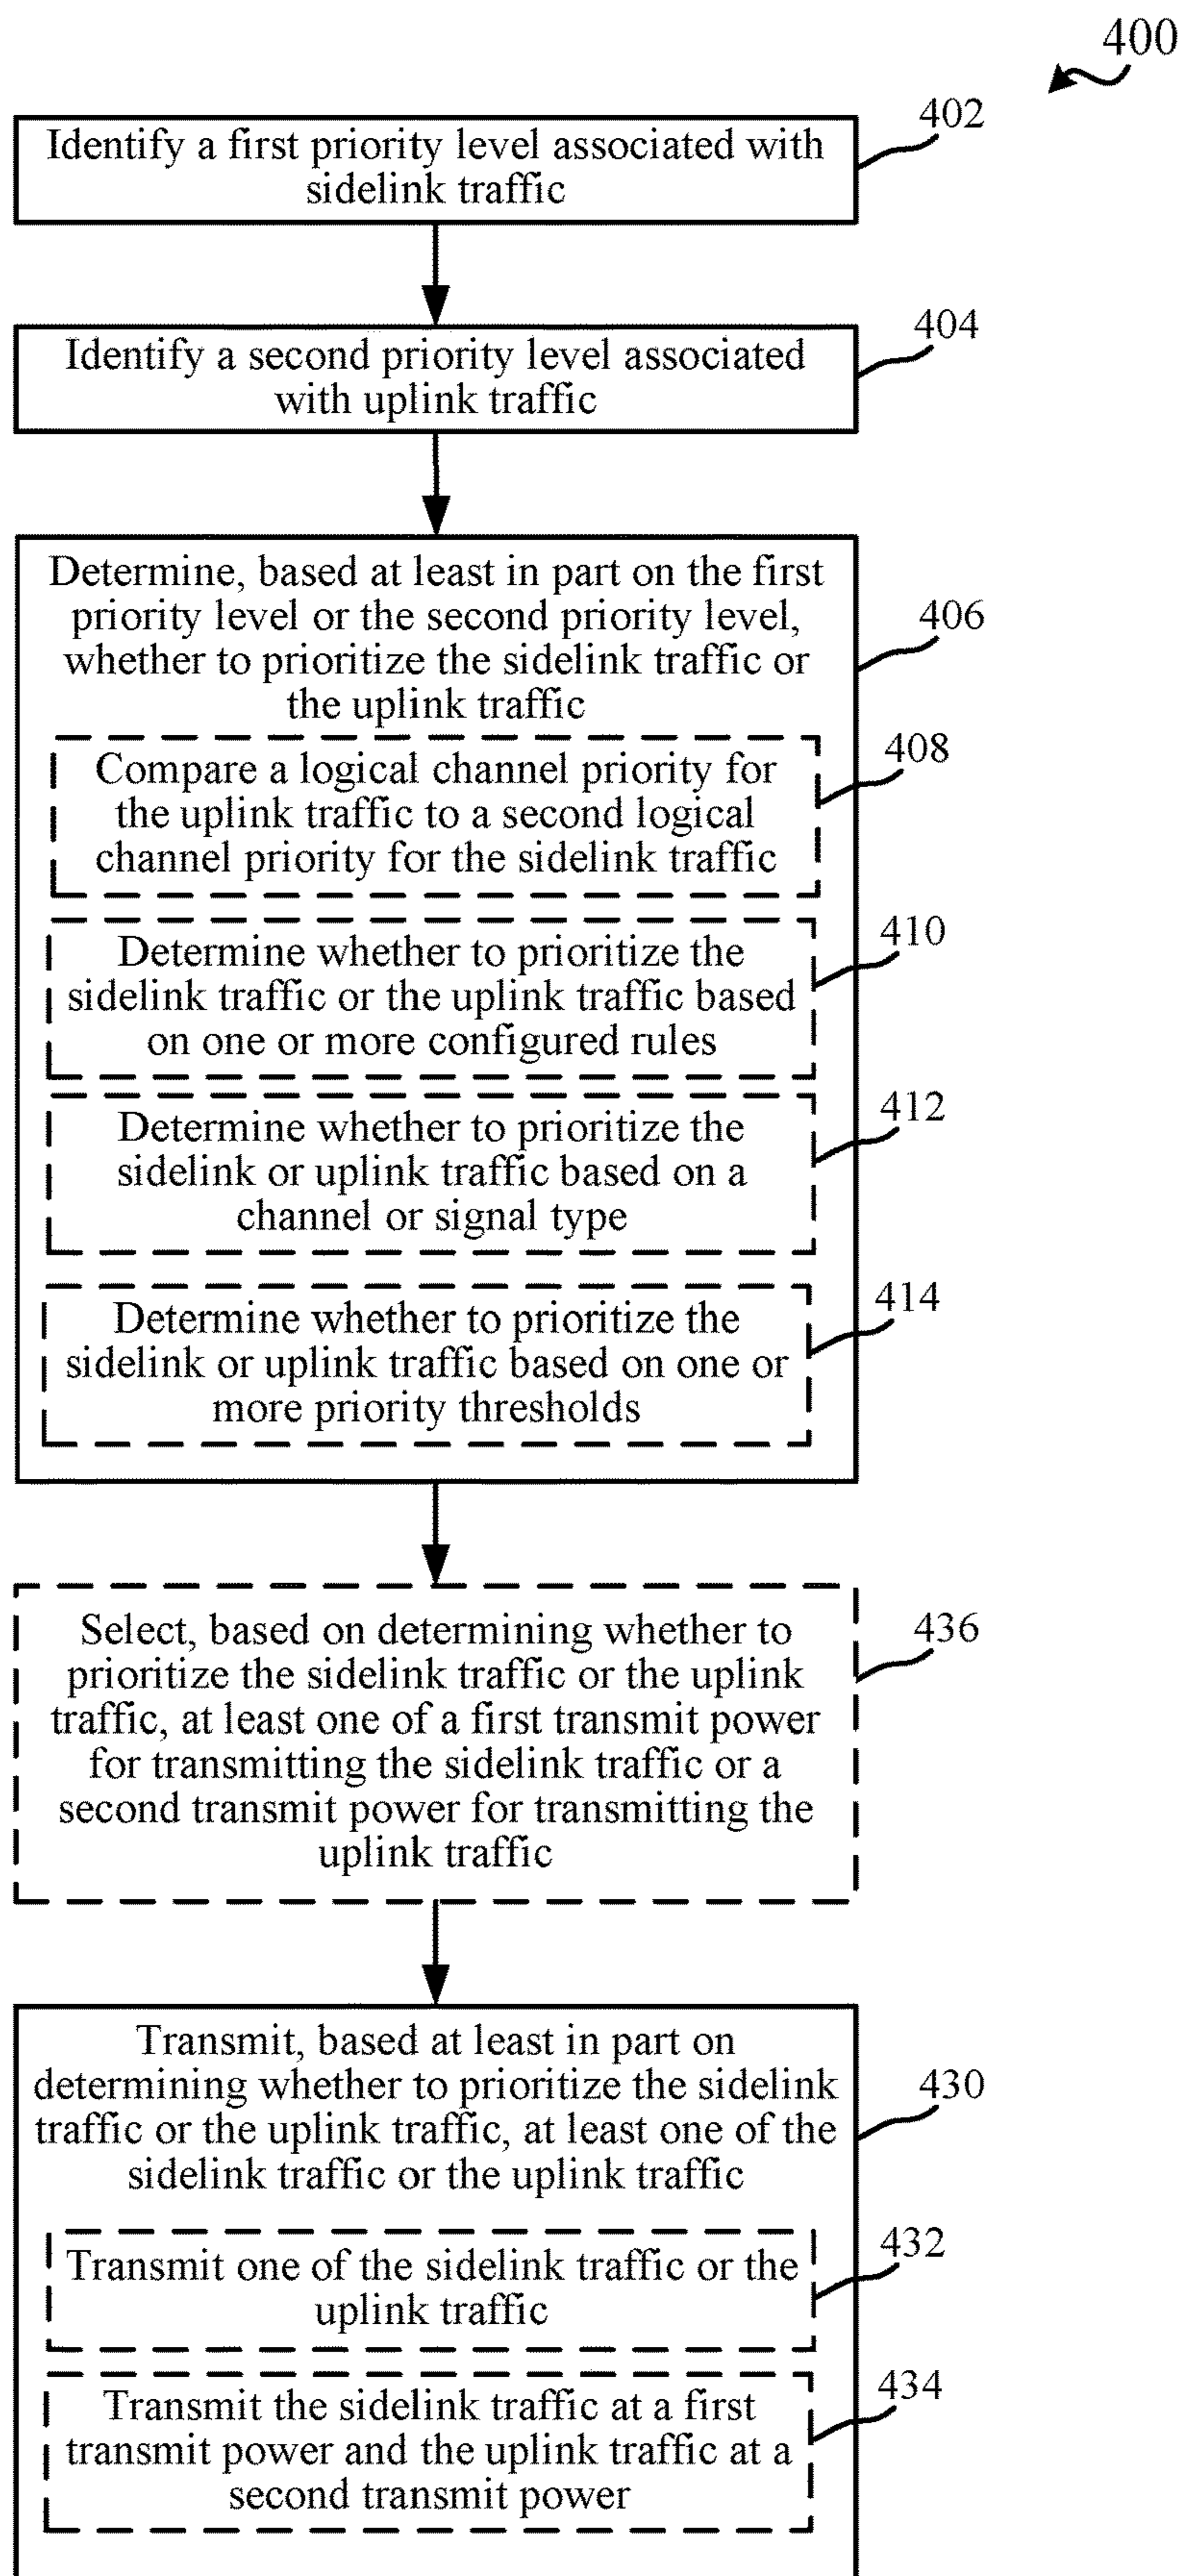 400
402
Identify a first priority level associated with
sidelink traffic
404
Identify a second priority level associated
with uplink traffic
Determine, based at least in part on the first
priority level or the second priority level,
406
whether to prioritize the sidelink traffic or
the uplink traffic
408
Compare a logical channel priority for
the uplink traffic to a second logical
channel priority for the sidelink traffic
410
Determine whether to prioritize the
sidelink traffic or the uplink traffic based
on one or more configured rules
412
Determine whether to prioritize the
sidelink or uplink traffic based on a
channel or signal type
414
Determine whether to prioritize the
sidelink or uplink traffic based on one or
more priority thresholds
436
Select, based on determining whether to
prioritize the sidelink traffic or the uplink
traffic, at least one of a first transmit power
for transmitting the sidelink traffic or a
second transmit power for transmitting the
uplink traffic
Transmit, based at least in part on
430
determining whether to prioritize the sidelink
traffic or the uplink traffic, at least one of the
sidelink traffic or the uplink traffic
432
Transmit one of the sidelink traffic or the
uplink traffic
434
Transmit the sidelink traffic at a first
transmit power and the uplink traffic at a
second transmit power